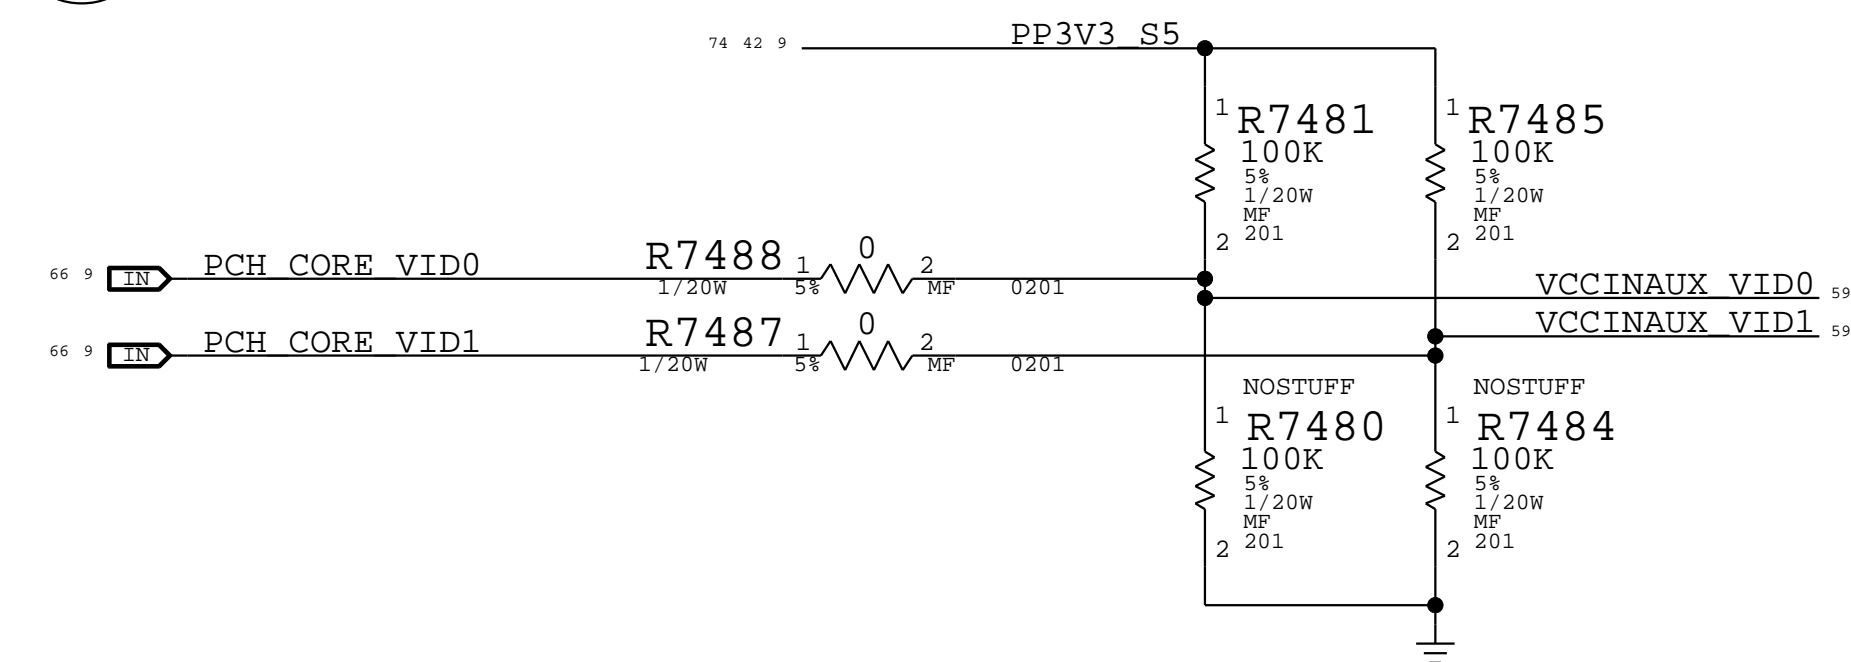 74 42 9 PP3V3_S5
1 R7481
100K
5%
1/20W
MF
2 201
1 R7485
100K
5%
1/20W
MF
2 201
66 9 IN PCH_CORE_VID0 R7488 1 0 2
1/20W 5% MF 0201
VCCINAUX_VID0 59
VCCINAUX_VID1 59
66 9 IN PCH_CORE_VID1 R7487 1 0 2
1/20W 5% MF 0201
NOSTUFF
1 R7480
100K
5%
1/20W
MF
2 201
NOSTUFF
1 R7484
100K
5%
1/20W
MF
2 201